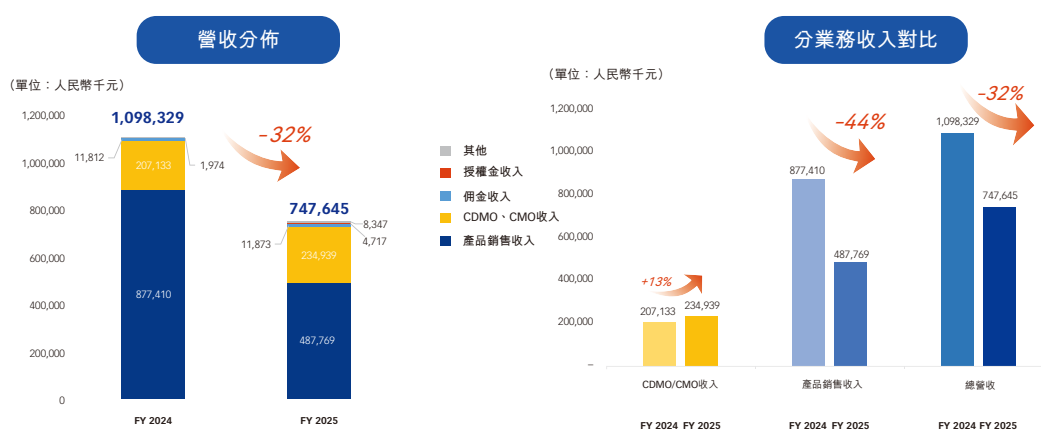 營收分佈
(單位：人民幣千元)
1,200,000
1,000,000
800,000
600,000
400,000
200,000
0
1,098,329
11,812
207,133
1,974
877,410
-32%
747,645
8,347
11,873
4,717
234,939
487,769
FY 2024
FY 2025
其他
授權金收入
佣金收入
CDMO、CMO收入
產品銷售收入
分業務收入對比
(單位：人民幣千元)
1,200,000
1,000,000
800,000
600,000
400,000
200,000
–
+13%
207,133
234,939
-44%
877,410
487,769
-32%
1,098,329
747,645
CDMO/CMO收入
產品銷售收入
總營收
FY 2024 FY 2025
FY 2024 FY 2025
FY 2024 FY 2025